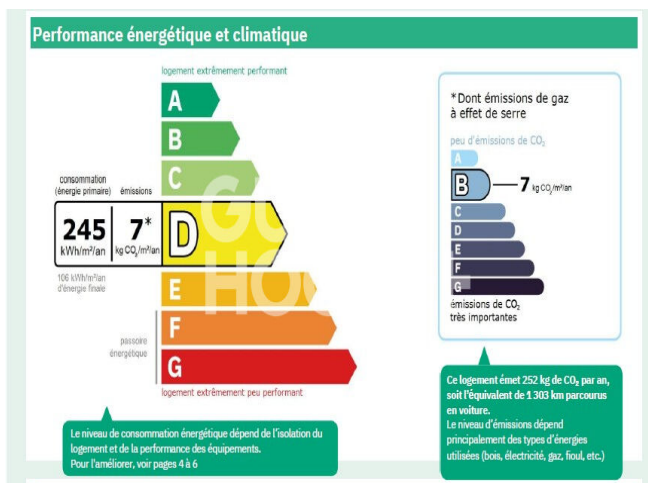 Performance énergétique et climatique
logement extrêmement performant
A
B
C
consommation
(énergie primaire)
émissions
245
kWh/m²/an
7*
kg CO₂/m²/an
D
106 kWh/m²/an
d'énergie finale
E
F
G
passoire
énergétique
logement extrêmement peu performant
Le niveau de consommation énergétique dépend de l'isolation du
logement et de la performance des équipements.
Pour l'améliorer, voir pages 4 à 6
*Dont émissions de gaz
à effet de serre
peu d'émissions de CO₂
A
B
7 kg CO₂/m²/an
C
D
E
F
G
émissions de CO₂
très importantes
Ce logement émet 252 kg de CO₂ par an,
soit l'équivalent de 1 303 km parcourus
en voiture.
Le niveau d'émissions dépend
principalement des types d'énergies
utilisées (bois, électricité, gaz, fioul, etc.)